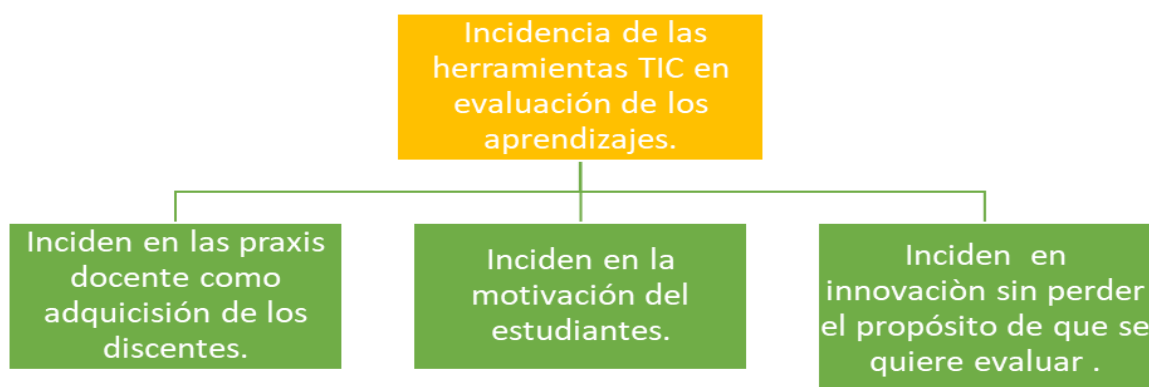 Incidencia de las
herramientas TIC en
evaluación de los
aprendizajes.
Inciden en las praxis
docente como
adquicisión de los
discentes.
Inciden en la
motivación del
estudiantes.
Inciden en
innovaciòn sin perder
el propósito de que se
quiere evaluar .